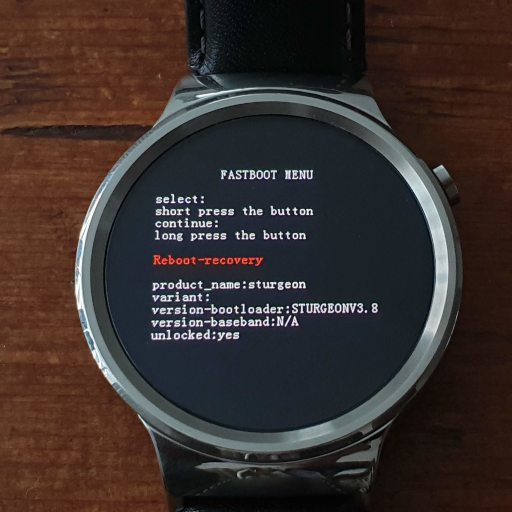 FASTBOOT MENU
select:
short press the button
continue:
long press the button
Reboot-recovery
product_name:sturgeon
variant:
version-bootloader:STURGEONV3.8
version-baseband:N/A
unlocked:yes